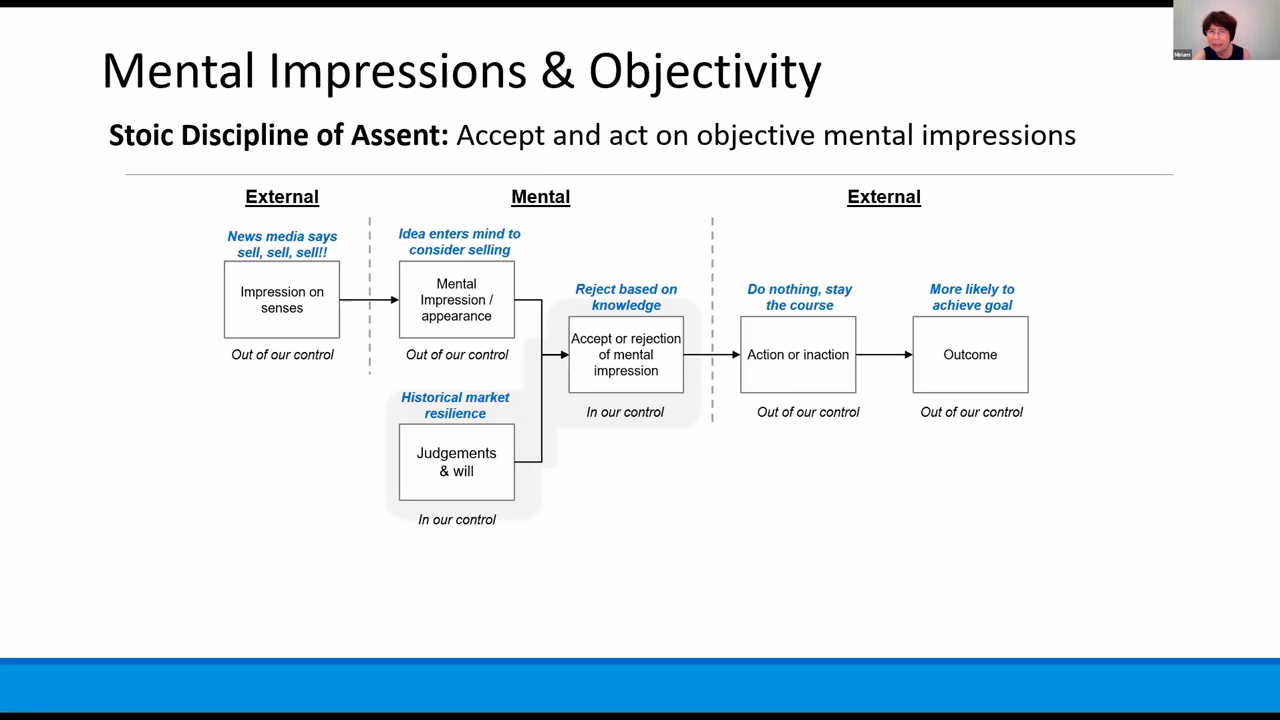 Miriam
Mental Impressions & Objectivity
Stoic Discipline of Assent: Accept and act on objective mental impressions
External
Mental
External
News media says
sell, sell, sell!!
Impression on
senses
Out of our control
Idea enters mind to
consider selling
Mental
Impression /
appearance
Out of our control
Historical market
resilience
Judgements
& will
In our control
Reject based on
knowledge
Accept or rejection
of mental
impression
In our control
Do nothing, stay
the course
Action or inaction
Out of our control
More likely to
achieve goal
Outcome
Out of our control